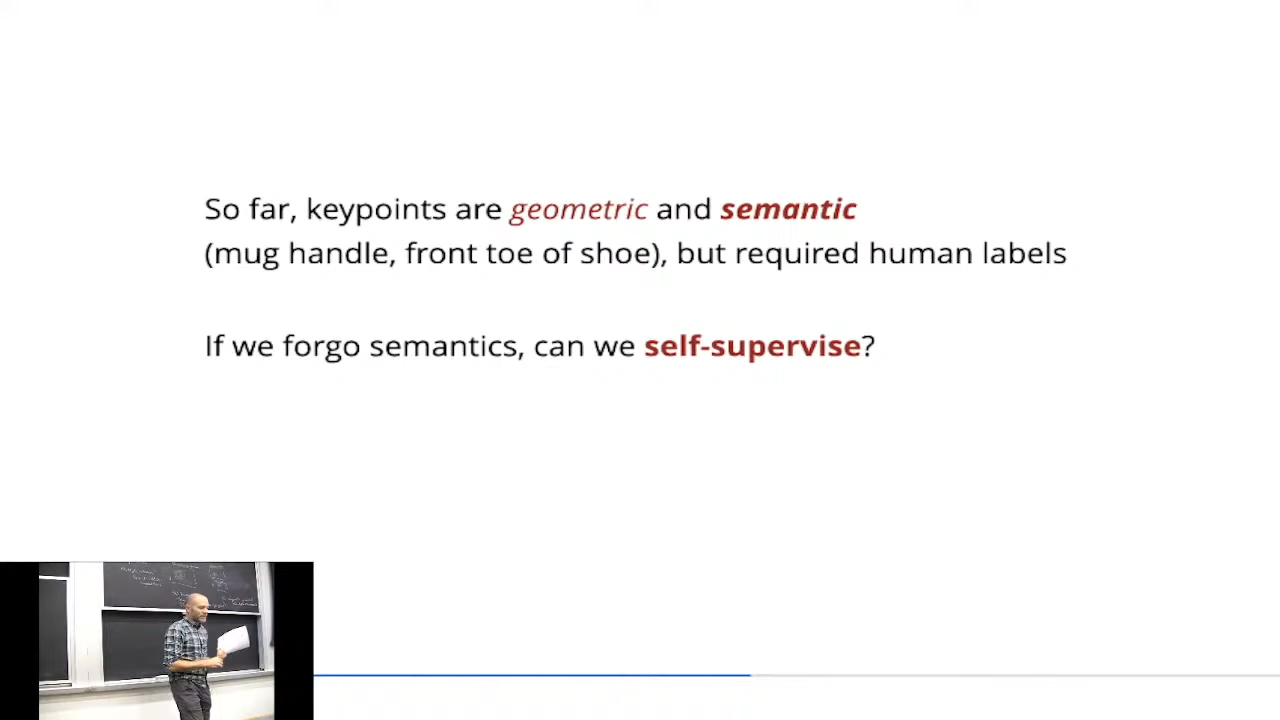 So far, keypoints are geometric and semantic
(mug handle, front toe of shoe), but required human labels
If we forgo semantics, can we self-supervise?